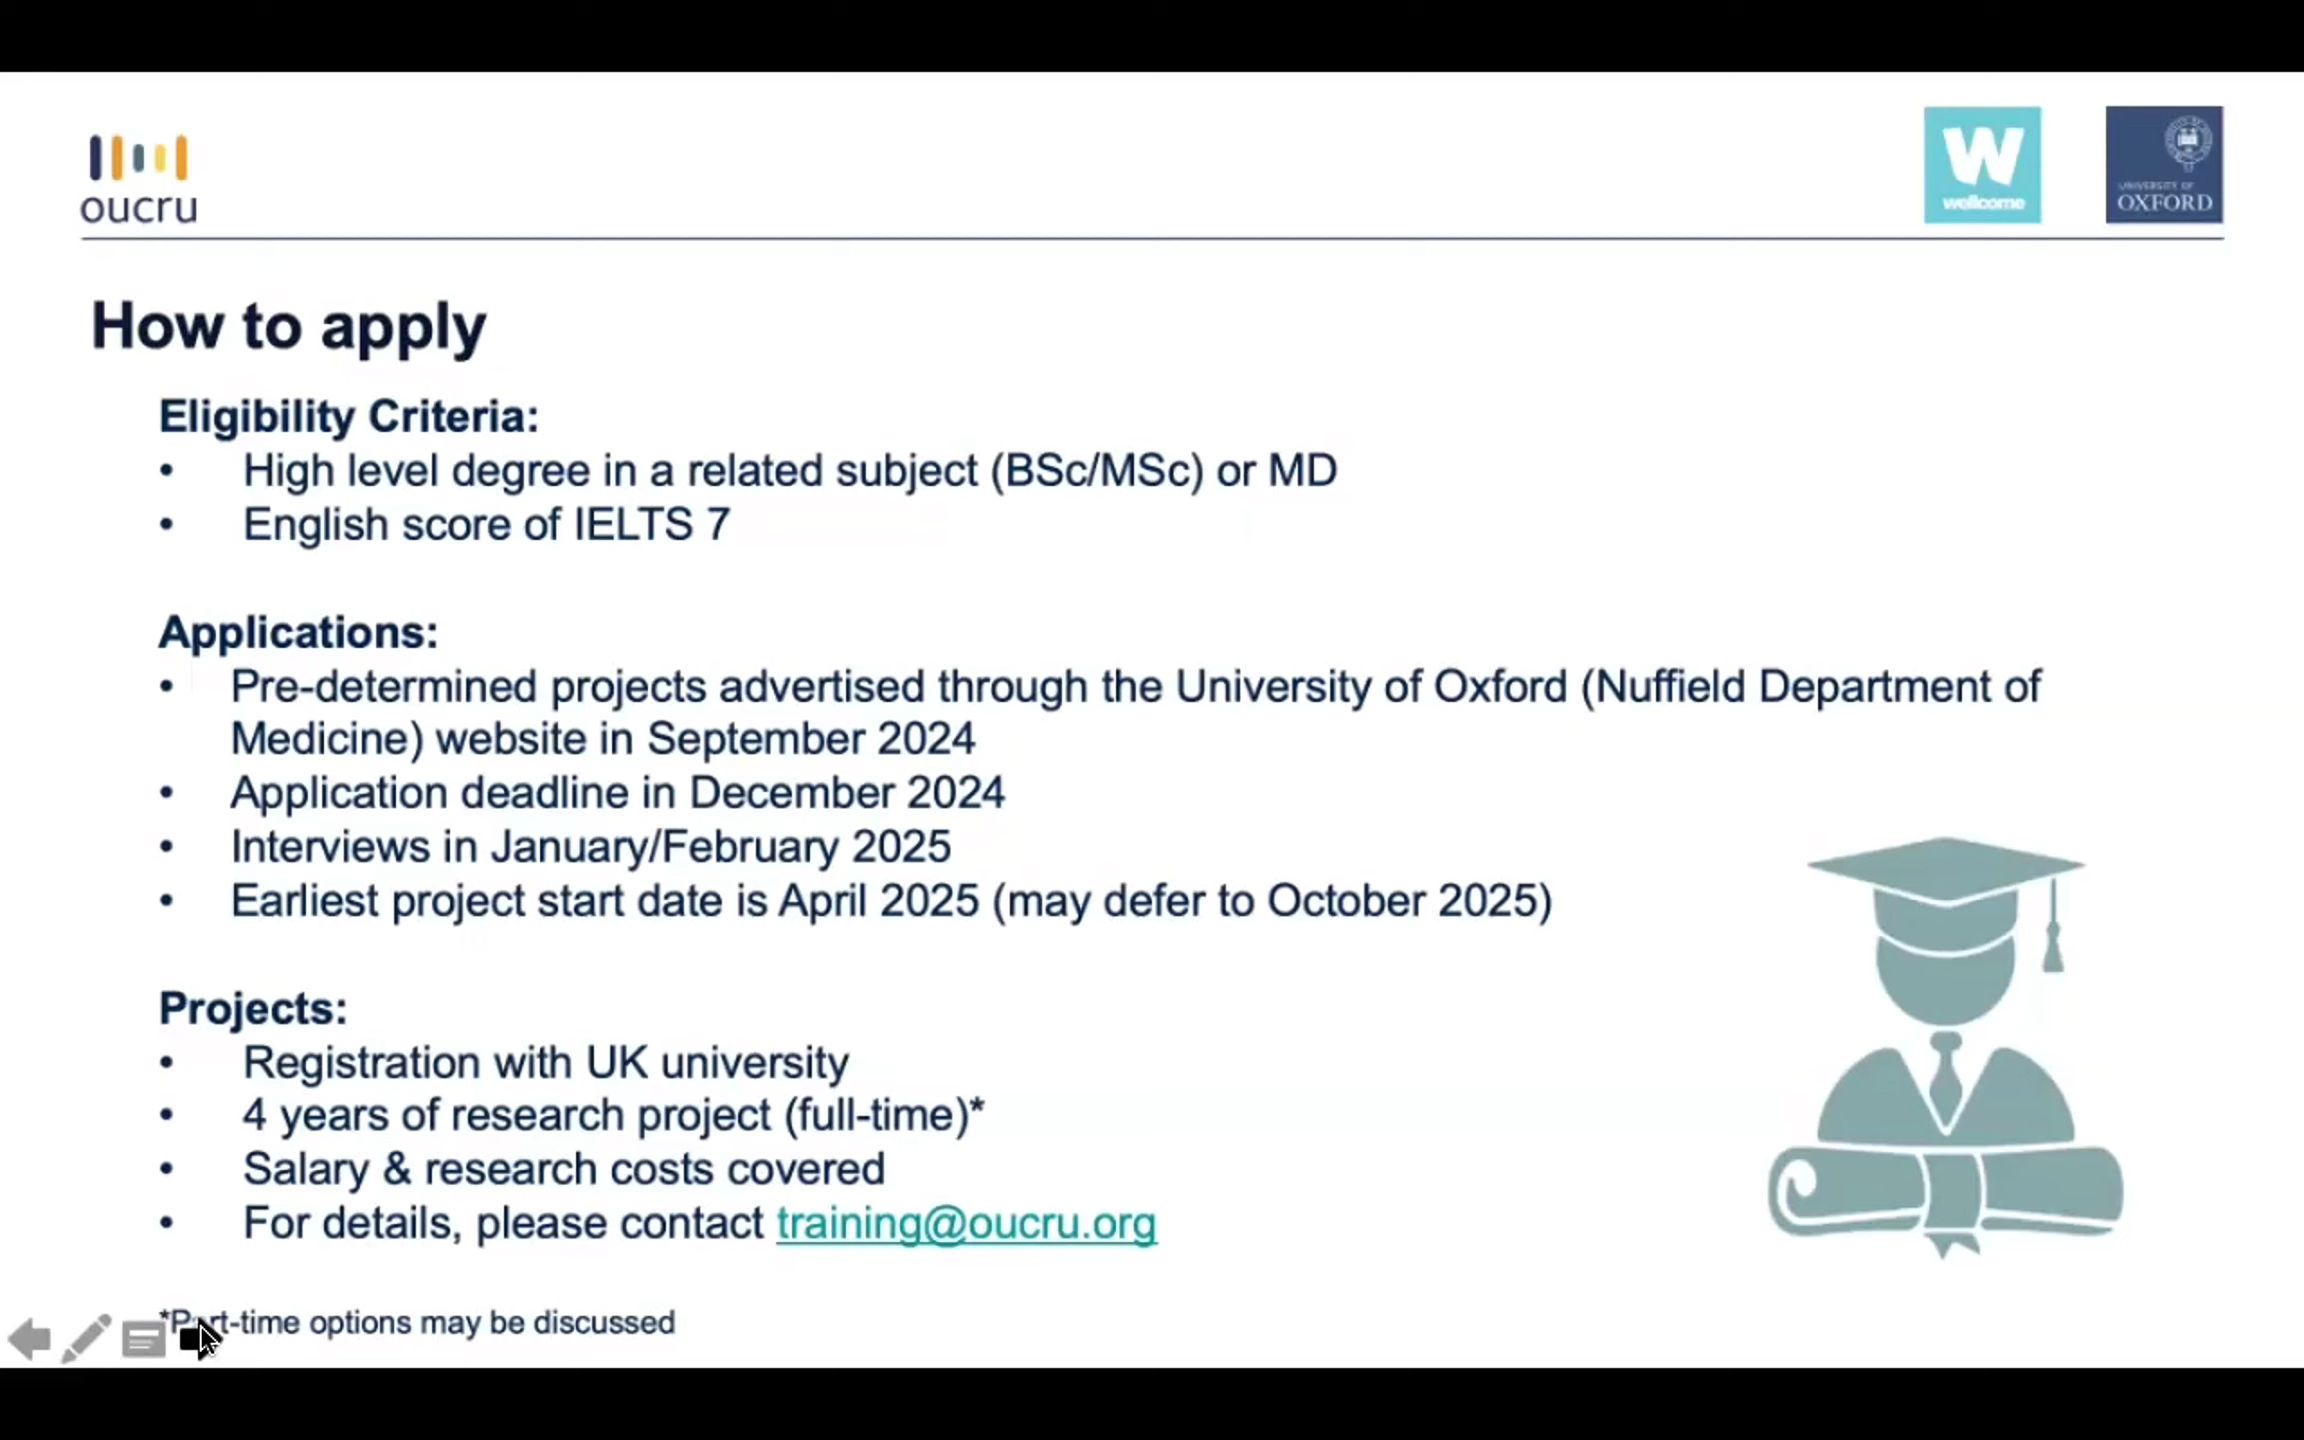 oucru
W
wellcome
UNIVERSITY OF
OXFORD
How to apply
Eligibility Criteria:
• High level degree in a related subject (BSc/MSc) or MD
• English score of IELTS 7
Applications:
• Pre-determined projects advertised through the University of Oxford (Nuffield Department of
Medicine) website in September 2024
• Application deadline in December 2024
• Interviews in January/February 2025
• Earliest project start date is April 2025 (may defer to October 2025)
Projects:
• Registration with UK university
• 4 years of research project (full-time)*
• Salary & research costs covered
• For details, please contact training@oucru.org
*Part-time options may be discussed